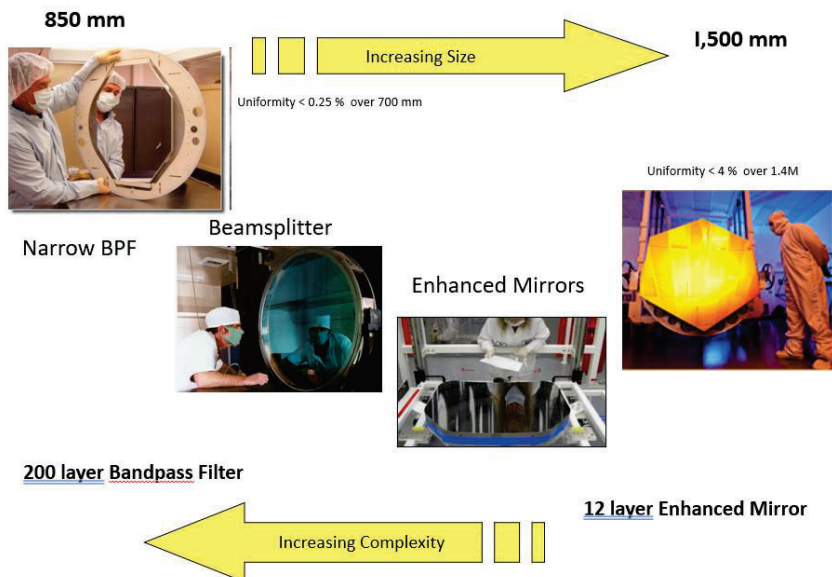 850 mm
Increasing Size
1,500 mm
Uniformity < 0.25 % over 700 mm
Uniformity < 4 % over 1.4M
Narrow BPF
Beamsplitter
Enhanced Mirrors
200 layer Bandpass Filter
12 layer Enhanced Mirror
Increasing Complexity